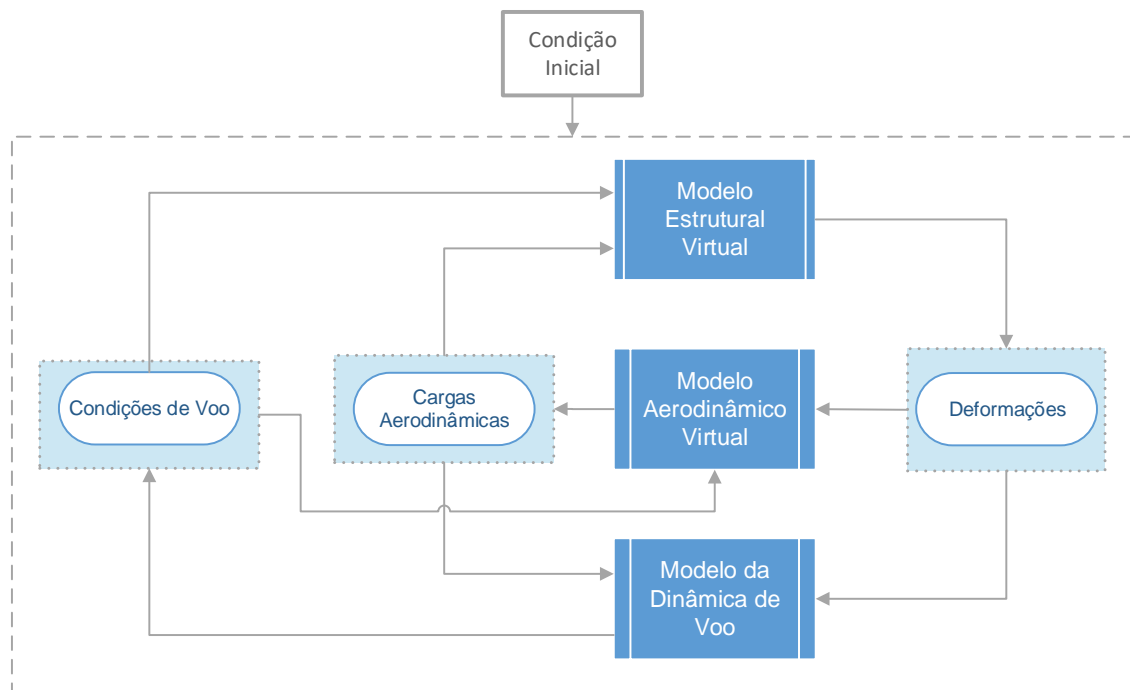 Condição
Inicial
Modelo
Estrutural
Virtual
Condições de Voo
Cargas
Aerodinâmicas
Modelo
Aerodinâmico
Virtual
Deformações
Modelo da
Dinâmica de
Voo